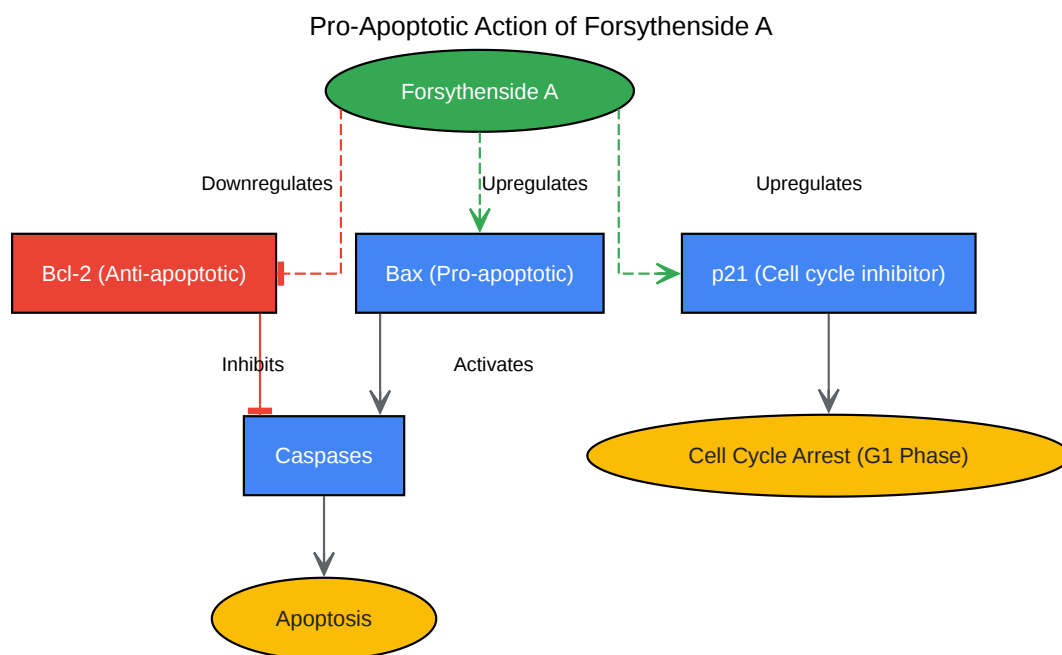 Pro-Apoptotic Action of Forsythenside A
Forsythenside A
Downregulates
Upregulates
Upregulates
Bcl-2 (Anti-apoptotic)
Bax (Pro-apoptotic)
p21 (Cell cycle inhibitor)
Inhibits
Activates
Caspases
Cell Cycle Arrest (G1 Phase)
Apoptosis